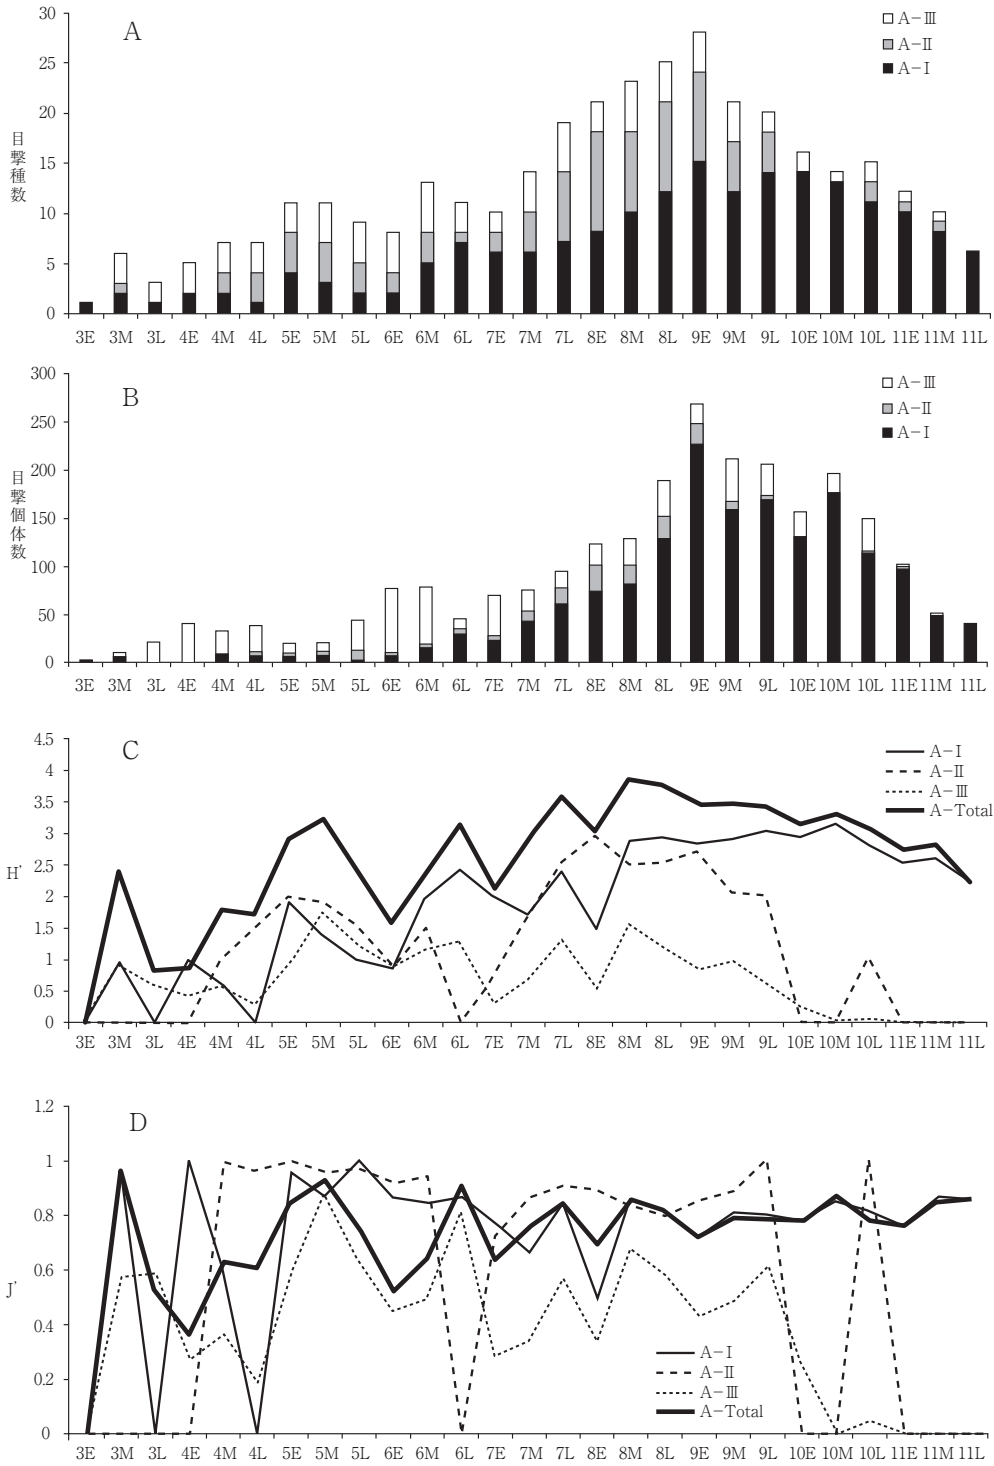 A
A-Ⅲ
A-Ⅱ
A-Ⅰ
目撃種数
30
25
20
15
10
5
0
3E 3M 3L 4E 4M 4L 5E 5M 5L 6E 6M 6L 7E 7M 7L 8E 8M 8L 9E 9M 9L 10E 10M 10L 11E 11M 11L
B
A-Ⅲ
A-Ⅱ
A-Ⅰ
目撃個体数
300
250
200
150
100
50
0
3E 3M 3L 4E 4M 4L 5E 5M 5L 6E 6M 6L 7E 7M 7L 8E 8M 8L 9E 9M 9L 10E 10M 10L 11E 11M 11L
C
A-Ⅰ
A-Ⅱ
A-Ⅲ
A-Total
H'
4.5
4
3.5
3
2.5
2
1.5
1
0.5
0
3E 3M 3L 4E 4M 4L 5E 5M 5L 6E 6M 6L 7E 7M 7L 8E 8M 8L 9E 9M 9L 10E 10M 10L 11E 11M 11L
D
J'
1.2
1
0.8
0.6
0.4
0.2
0
A-Ⅰ
A-Ⅱ
A-Ⅲ
A-Total
3E 3M 3L 4E 4M 4L 5E 5M 5L 6E 6M 6L 7E 7M 7L 8E 8M 8L 9E 9M 9L 10E 10M 10L 11E 11M 11L